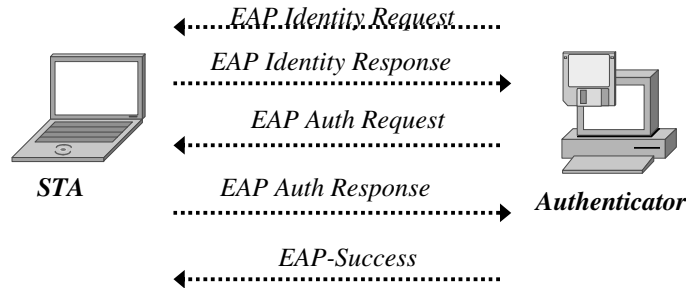 EAP Identity Request
EAP Identity Response
EAP Auth Request
STA
EAP Auth Response
Authenticator
EAP-Success